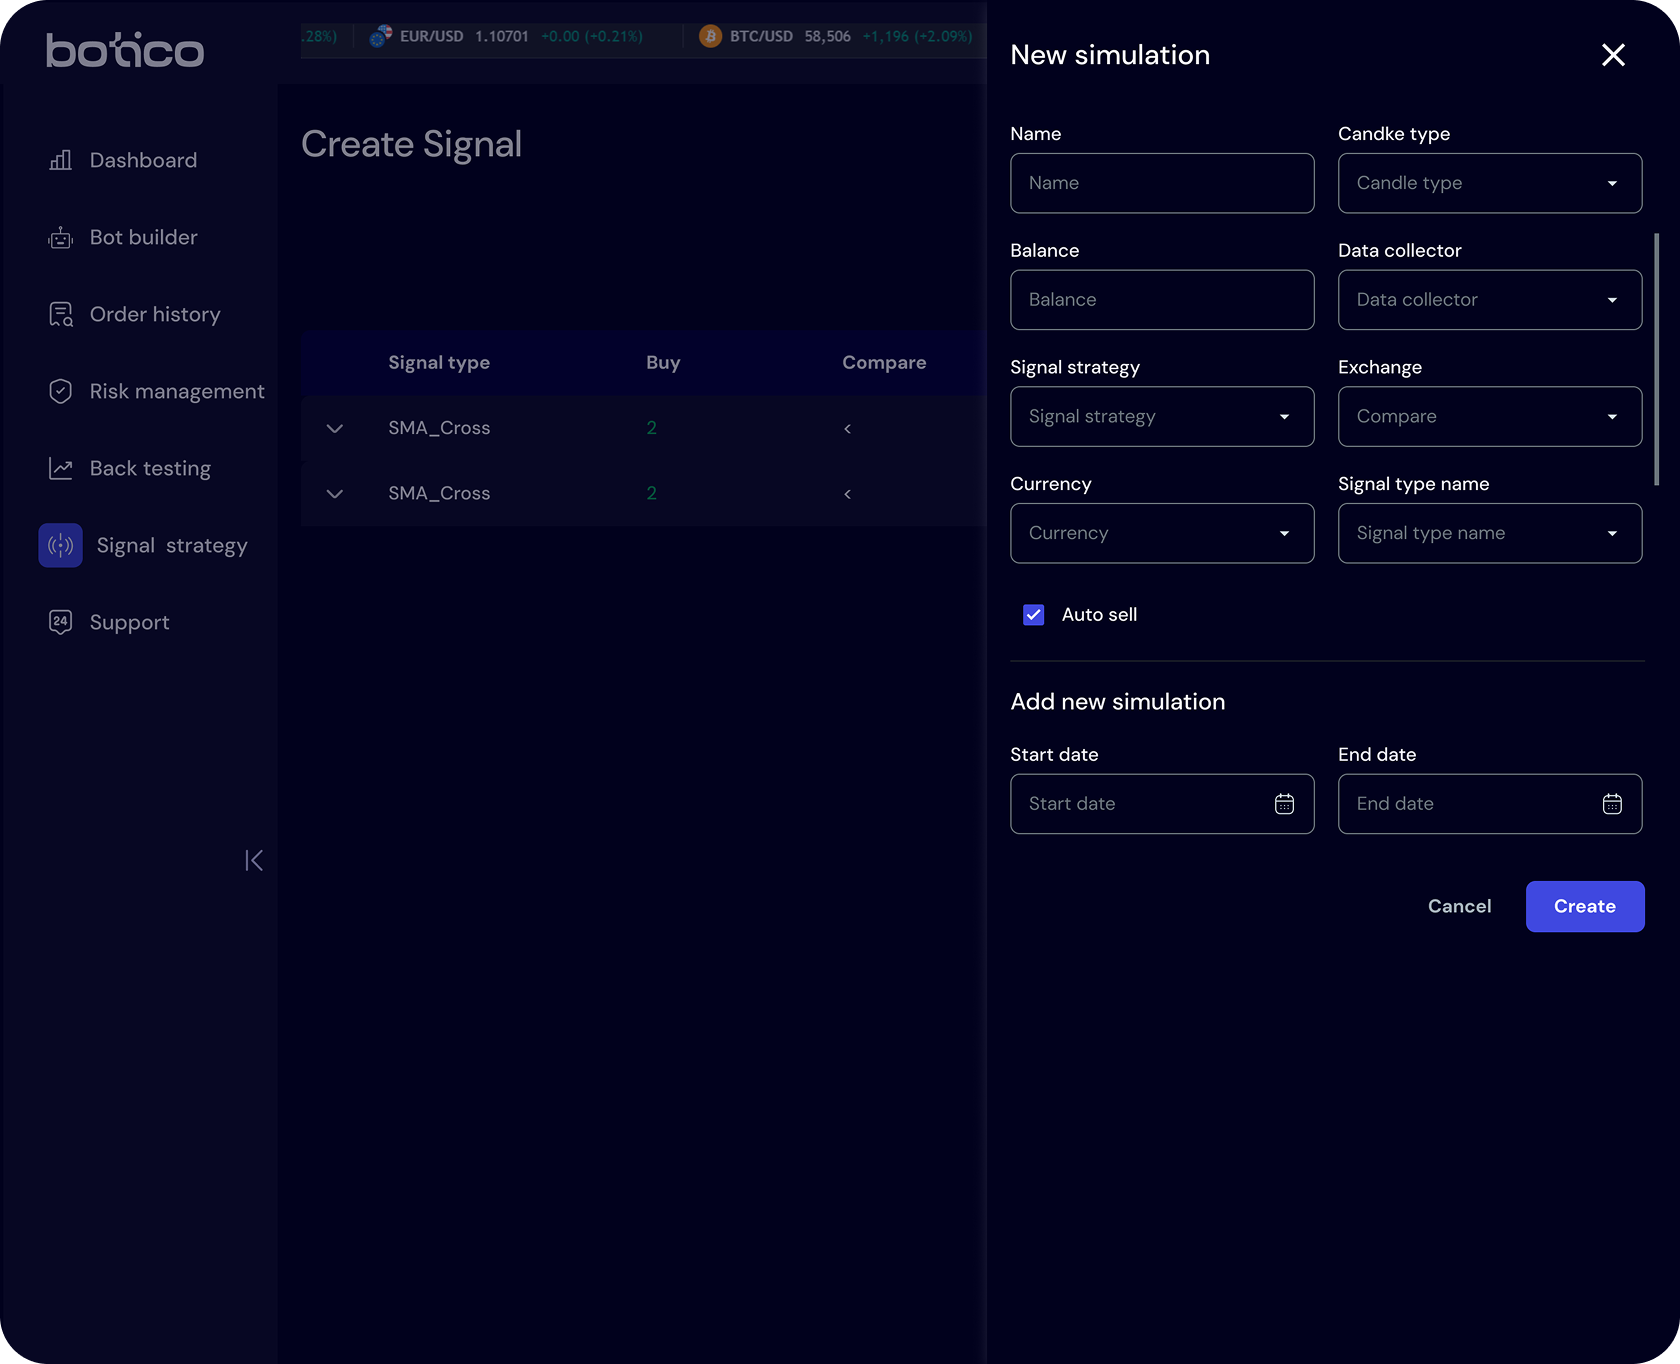 botico
.28%) EUR/USD 1.10701 +0.00 (+0.21%) BTC/USD 58,506 +1,196 (+2.09%)
Dashboard
Bot builder
Order history
Risk management
Back testing
Signal strategy
24 Support
Create Signal
Signal type Buy Compare
SMA_Cross 2 <
SMA_Cross 2 <
New simulation
Name Candke type
Name Candle type
Balance Data collector
Balance Data collector
Signal strategy Exchange
Signal strategy Compare
Currency Signal type name
Currency Signal type name
Auto sell
Add new simulation
Start date End date
Start date End date
Cancel Create